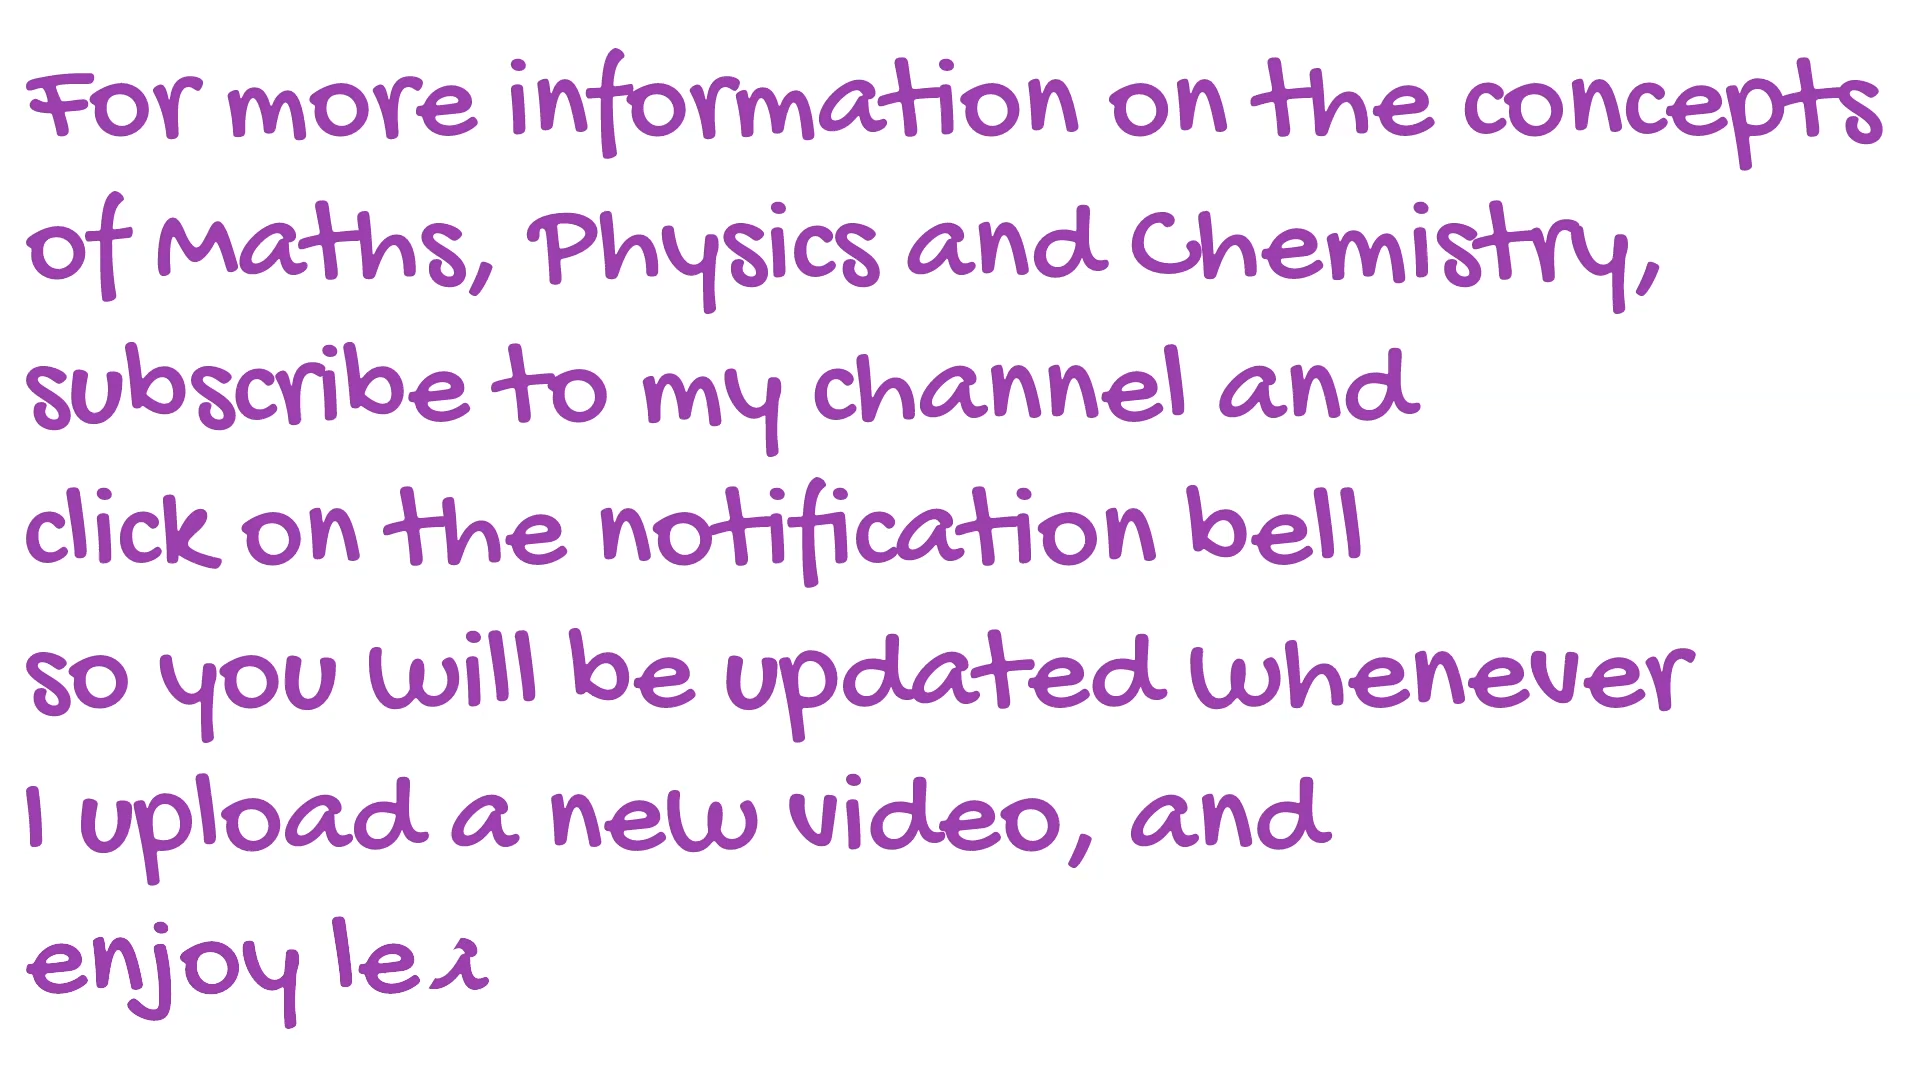 For more information on the concepts
of Maths, Physics and Chemistry,
subscribe to my channel and
click on the notification bell
so you will be updated whenever
I upload a new video, and
enjoy